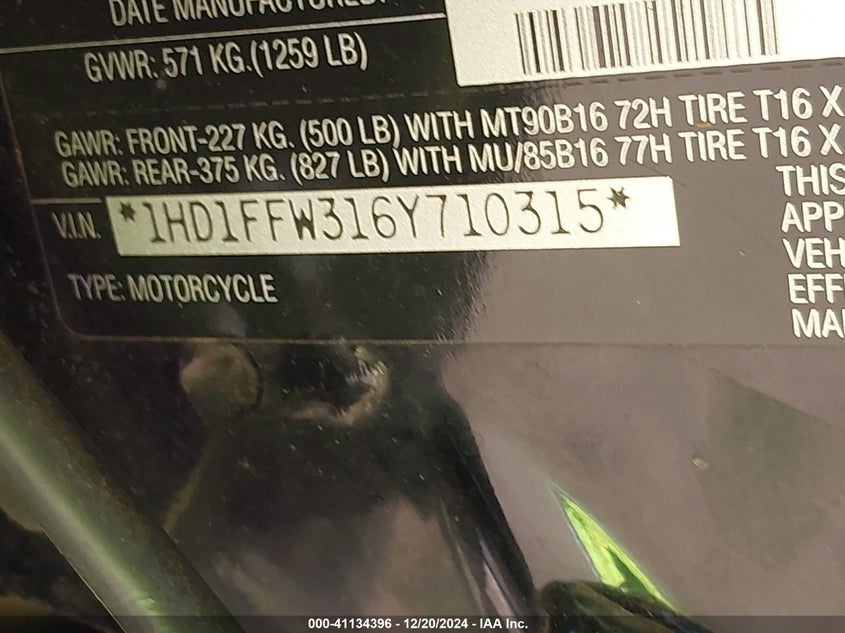 DATE MANUFACTURED:
GVWR: 571 KG.(1259 LB)
GAWR: FRONT-227 KG. (500 LB) WITH MT90B16 72H TIRE T16 X
GAWR: REAR-375 KG. (827 LB) WITH MU/85B16 77H TIRE T16 X
V.I.N. *1HD1FFW316Y710315*
TYPE: MOTORCYCLE
THIS
APP
VEH
EFF
MA
000-41134396 - 12/20/2024 - IAA Inc.